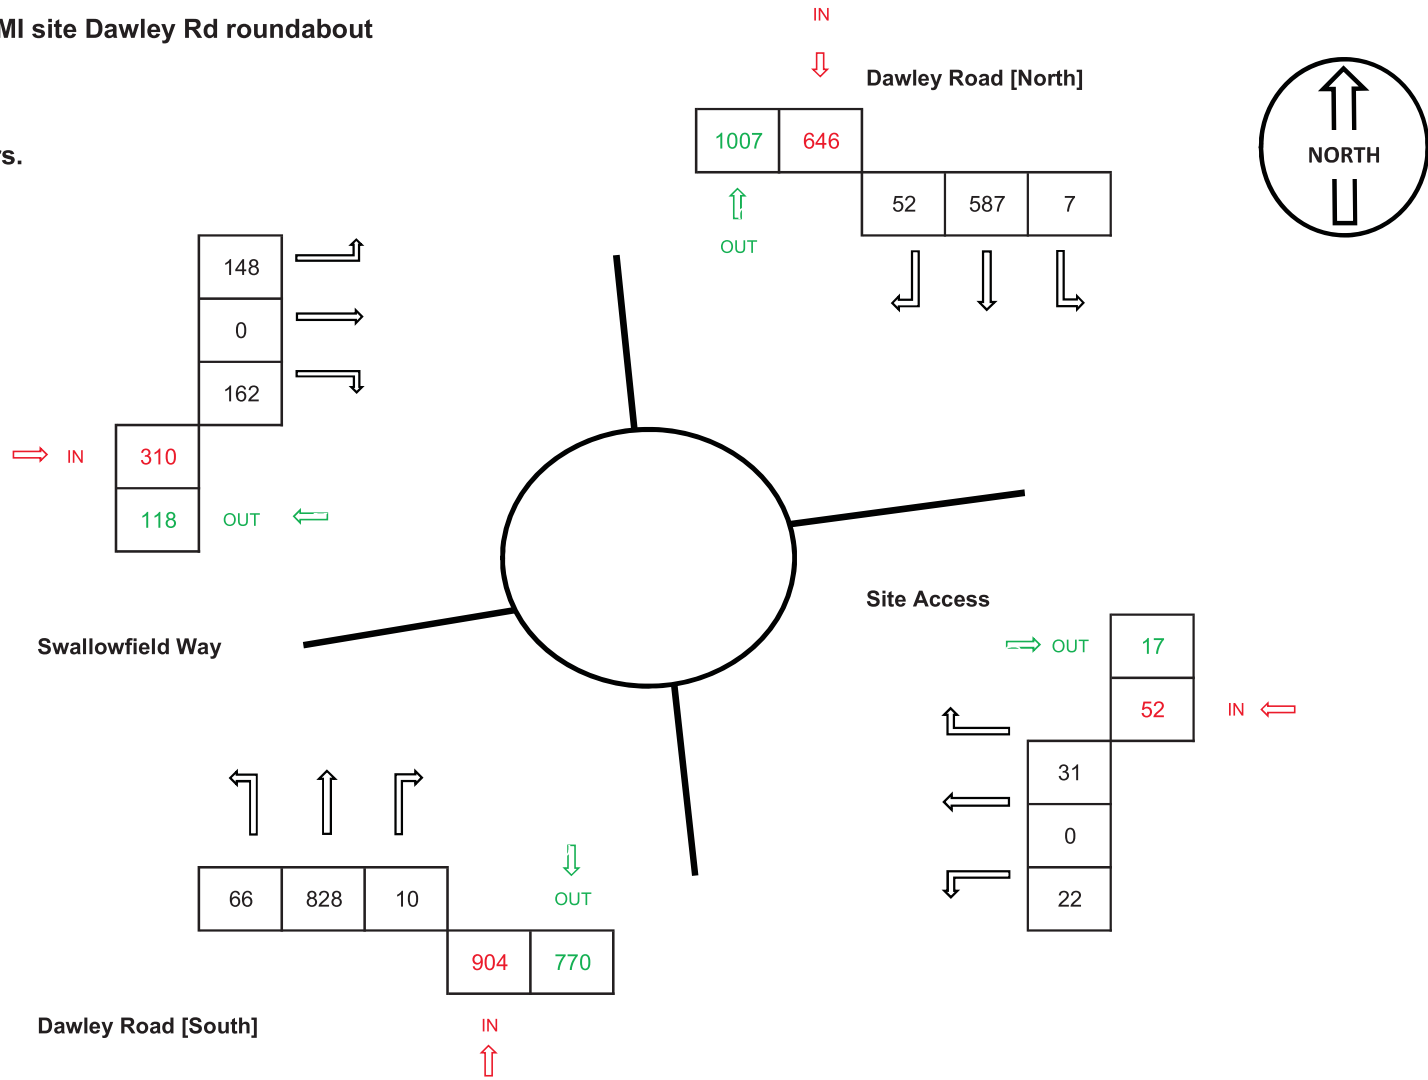 MI site Dawley Rd roundabout
IN
Dawley Road [North]
1007 646
NORTH
rs.
52 587 7
OUT
148
0
162
IN 310
118 OUT
Site Access
Swallowfield Way
OUT 17
52 IN
31
0
22
66 828 10
OUT
904 770
Dawley Road [South]
IN